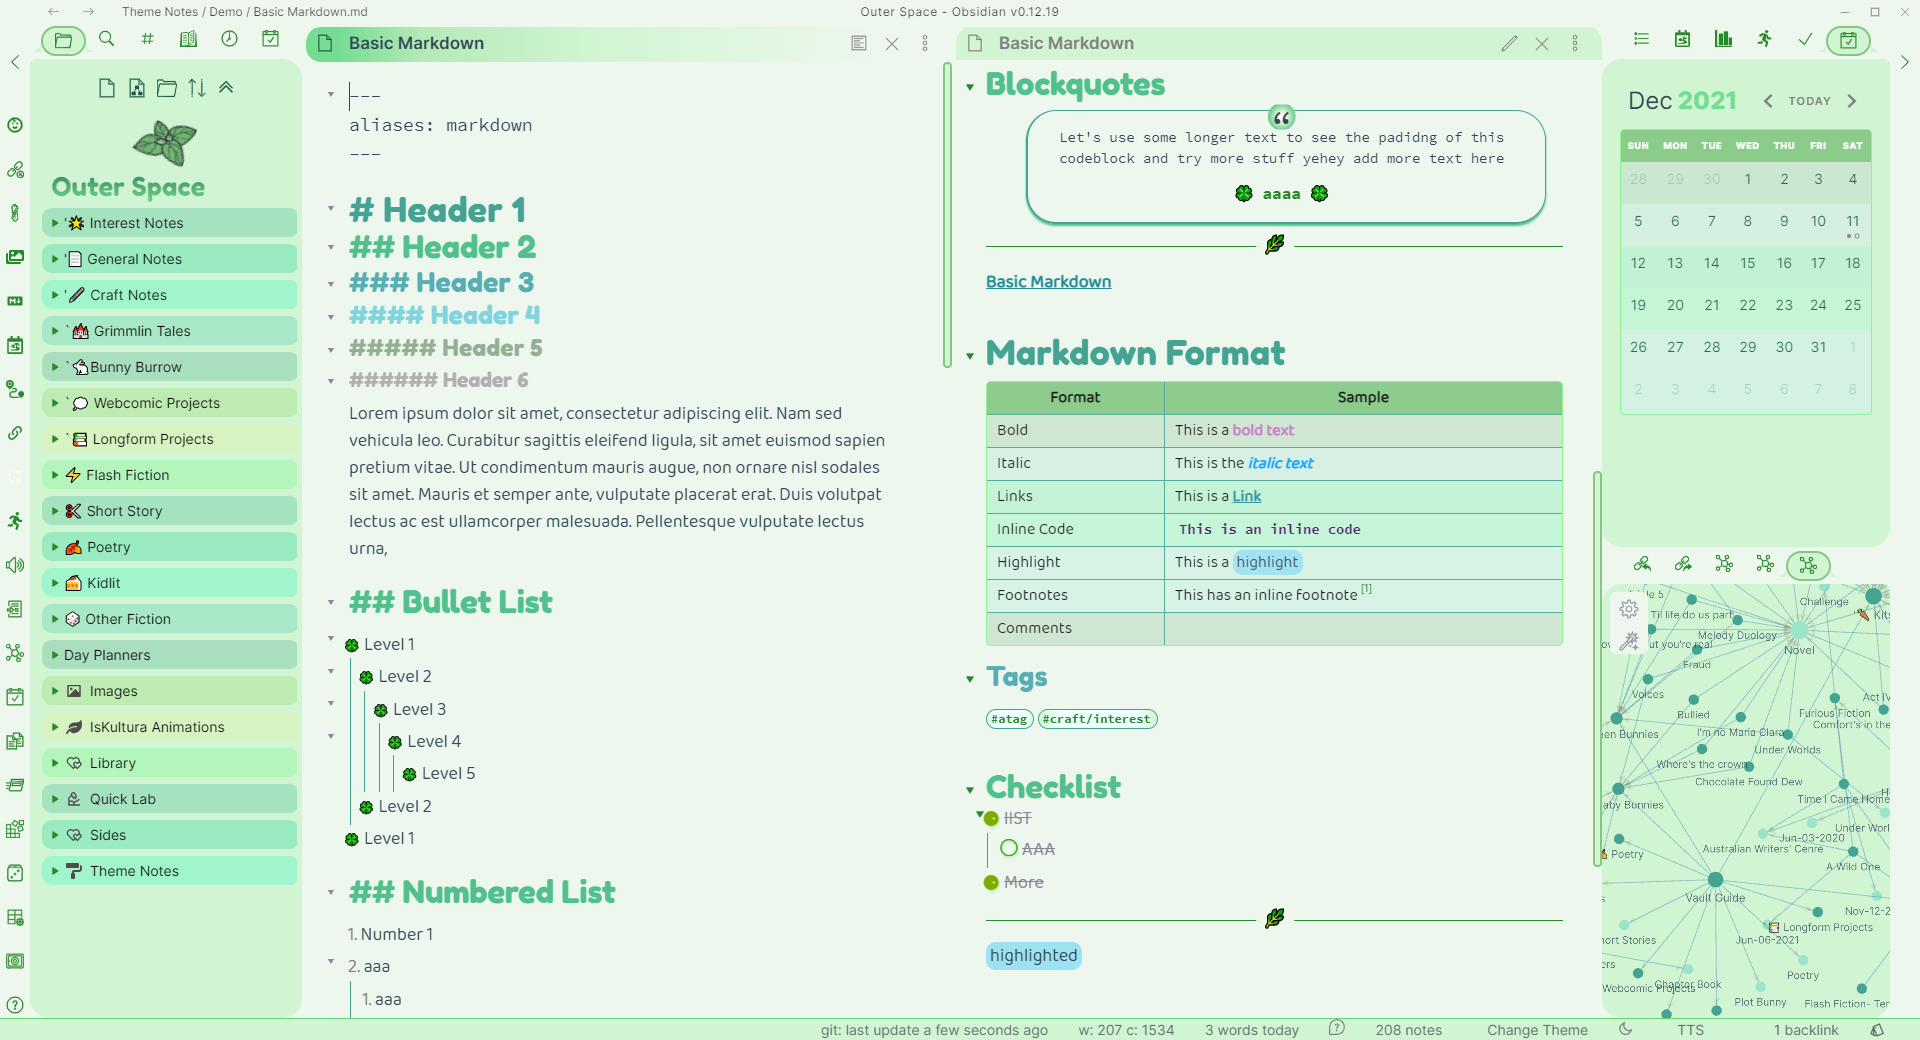 Theme Notes / Demo / Basic Markdown.md
Outer Space - Obsidian v0.12.19
Outer Space
Interest Notes
General Notes
Craft Notes
Grimmlin Tales
Bunny Burrow
Webcomic Projects
Longform Projects
Flash Fiction
Short Story
Poetry
Kidlit
Other Fiction
Day Planners
Images
IsKultura Animations
Library
Quick Lab
Sides
Theme Notes
Basic Markdown
---
aliases: markdown
---
# Header 1
## Header 2
### Header 3
#### Header 4
##### Header 5
###### Header 6
Lorem ipsum dolor sit amet, consectetur adipiscing elit. Nam sed
vehicula leo. Curabitur sagittis eleifend ligula, sit amet euismod sapien
pretium vitae. Ut condimentum mauris augue, non ornare nisl sodales
sit amet. Mauris et semper ante, vulputate placerat erat. Duis volutpat
lectus ac est ullamcorper malesuada. Pellentesque vulputate lectus
urna,
## Bullet List
Level 1
Level 2
Level 3
Level 4
Level 5
Level 2
Level 1
## Numbered List
1. Number 1
2. aaa
1. aaa
Basic Markdown
Blockquotes
Let's use some longer text to see the padidng of this
codeblock and try more stuff yehey add more text here
aaaa
Basic Markdown
Markdown Format
Format Sample
Bold This is a bold text
Italic This is the italic text
Links This is a Link
Inline Code This is an inline code
Highlight This is a highlight
Footnotes This has an inline footnote [1]
Comments
Tags
#atag #craft/interest
Checklist
lIST
AAA
More
highlighted
Dec 2021 TODAY
SUN MON TUE WED THU FRI SAT
28 29 30 1 2 3 4
5 6 7 8 9 10 11
12 13 14 15 16 17 18
19 20 21 22 23 24 25
26 27 28 29 30 31 1
2 3 4 5 6 7 8
Challenge
Til life do us part
Melody Duology
Novel
Fraud
Voices
Act IV
Bullied
Furious Fiction
Comfort's in the
I'm no Maria Clara
Under Worlds
Where's the crown
Chocolate Found Dew
Time I Came Home
Jun-03-2020
Australian Writers' Cenre
Poetry
A Wild One
Vault Guide
Nov-12-2
Longform Projects
Jun-06-2021
Poetry
Chapter Book
Webcomic Projects
Plot Bunny
Flash Fiction- Ter
git: last update a few seconds ago w: 207 c: 1534 3 words today 208 notes Change Theme TTS 1 backlink